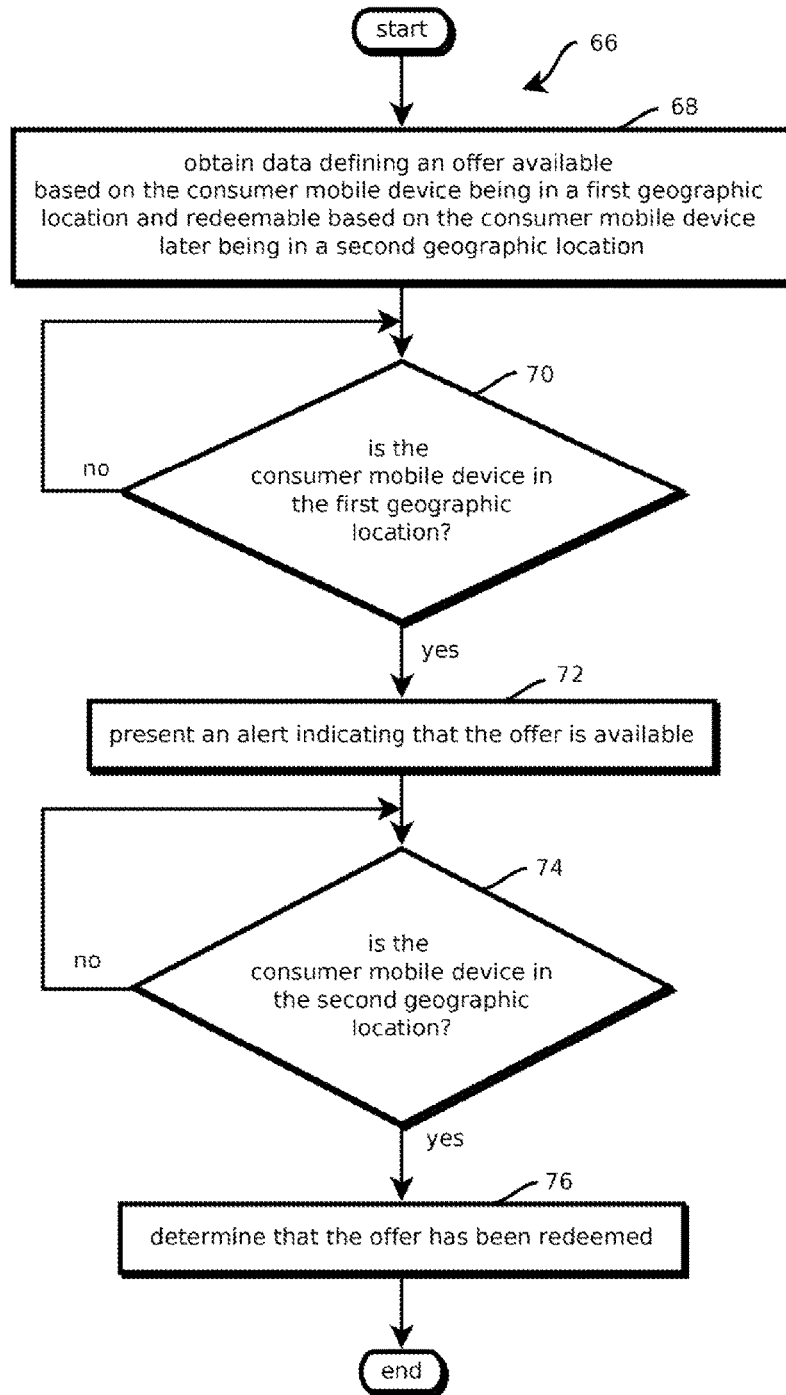 start
66
68
obtain data defining an offer available
based on the consumer mobile device being in a first geographic
location and redeemable based on the consumer mobile device
later being in a second geographic location
70
is the
consumer mobile device in
the first geographic
location?
no
yes
72
present an alert indicating that the offer is available
74
is the
consumer mobile device in
the second geographic
location?
no
yes
76
determine that the offer has been redeemed
end